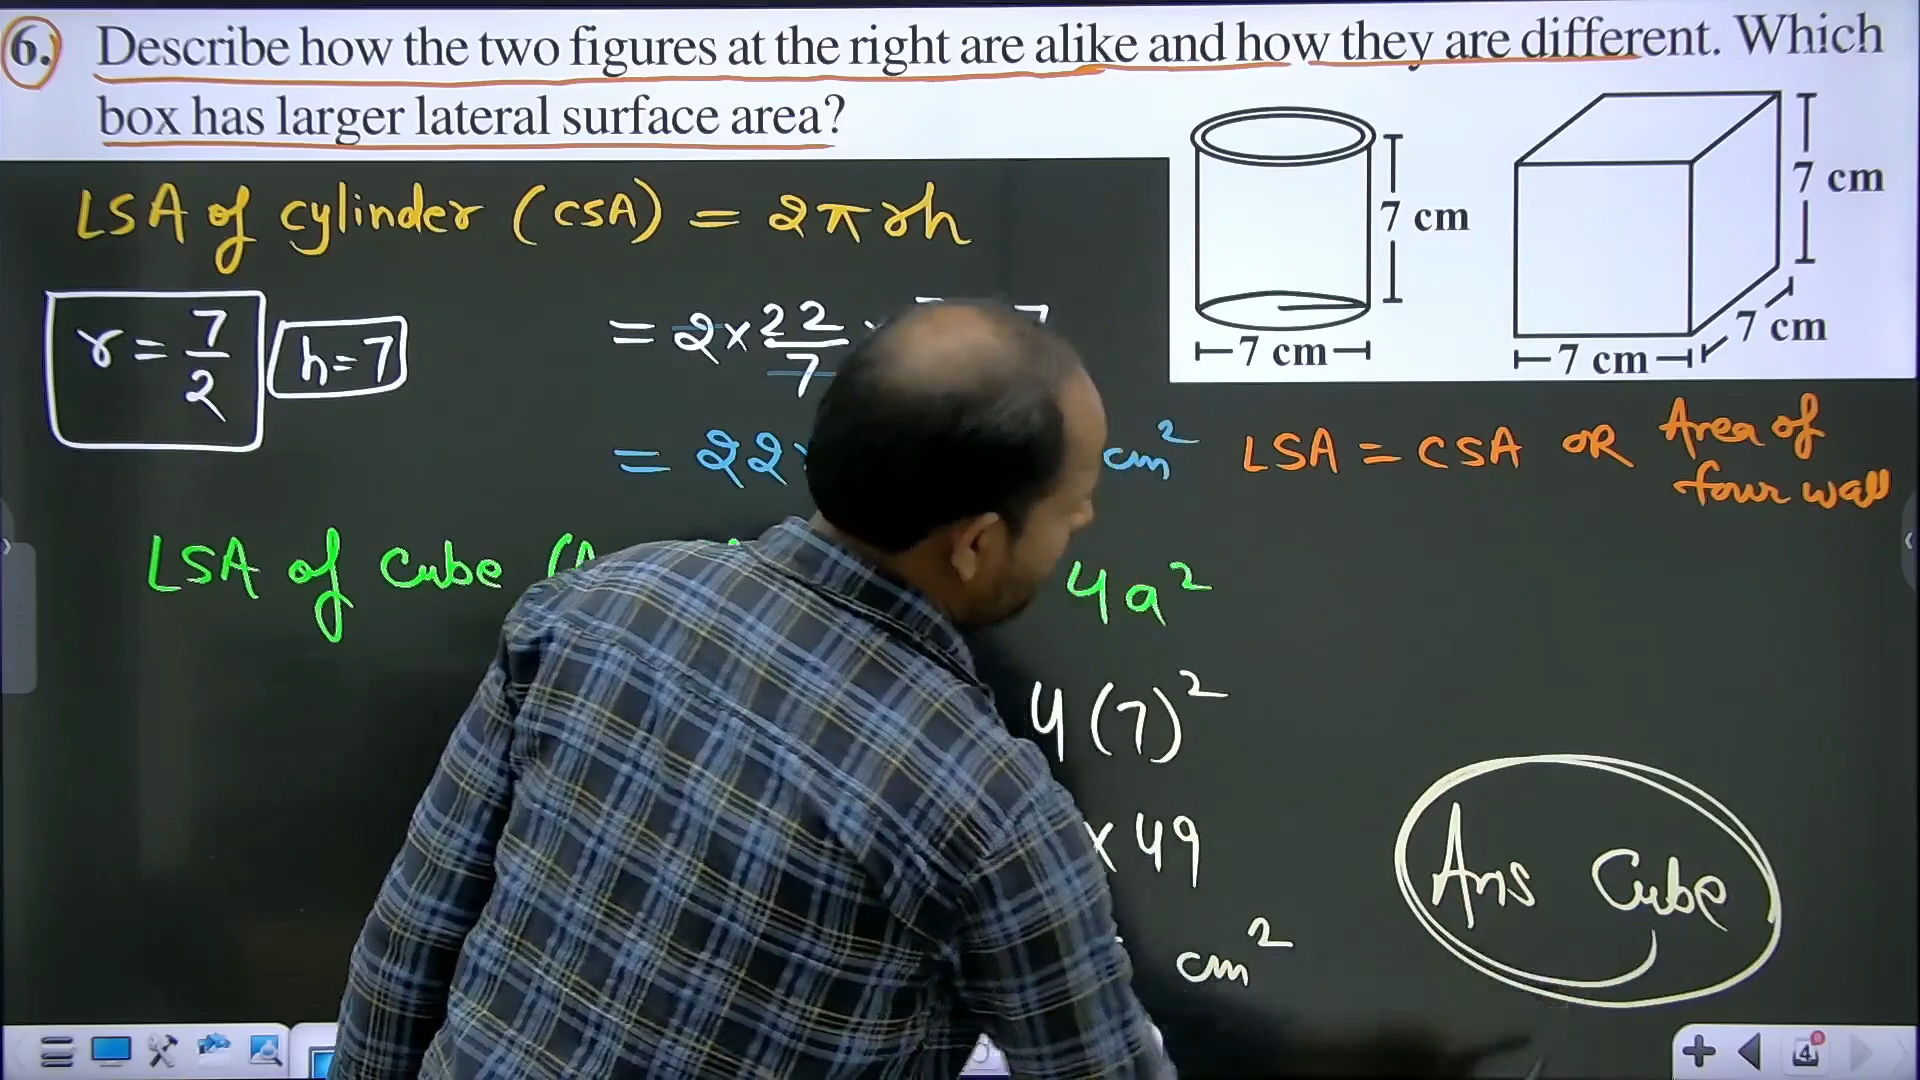 6. Describe how the two figures at the right are alike and how they are different. Which
box has larger lateral surface area?
7 cm
7 cm
7 cm
7 cm
7 cm
LSA of cylinder (CSA) = 2πrh
r = 7/2
h = 7
= 2 × 22/7 ×
= 22
cm²
LSA = CSA OR Area of
four wall
LSA of Cube (
4a²
4(7)²
× 49
cm²
Ans Cube
4